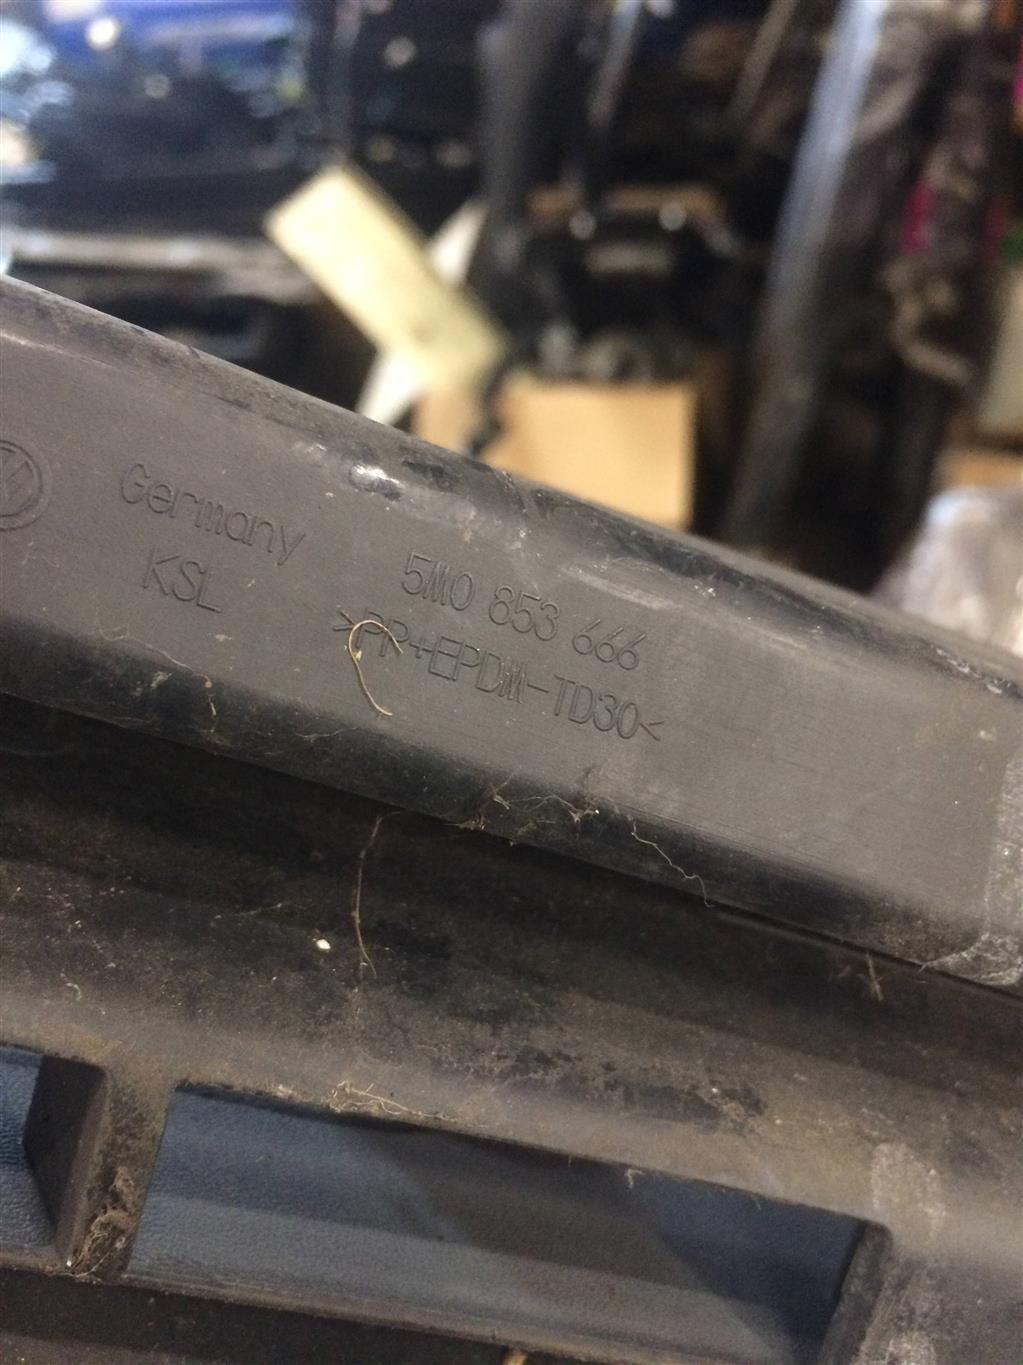 Germany
KSL
5M0 853 666
>PP+EPDM-TD30<